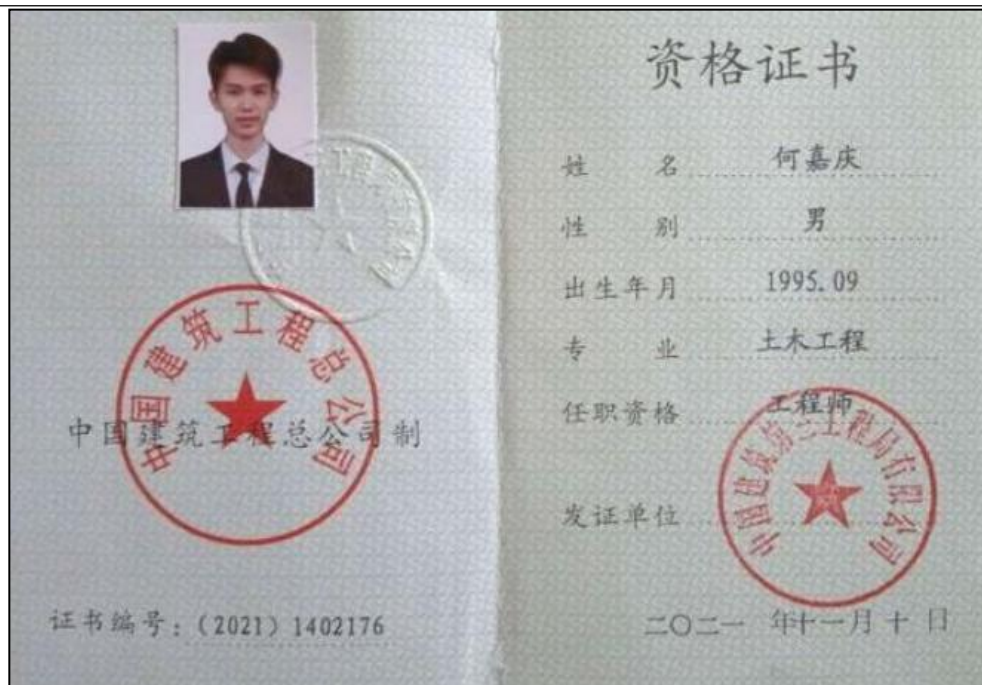 中国建筑工程总公司
中国建筑工程总公司制
证书编号：(2021) 1402176
资格证书
姓 名 何嘉庆
性 别 男
出生年月 1995.09
专 业 土木工程
任职资格 工程师
发证单位
二〇二一 年十一月十日